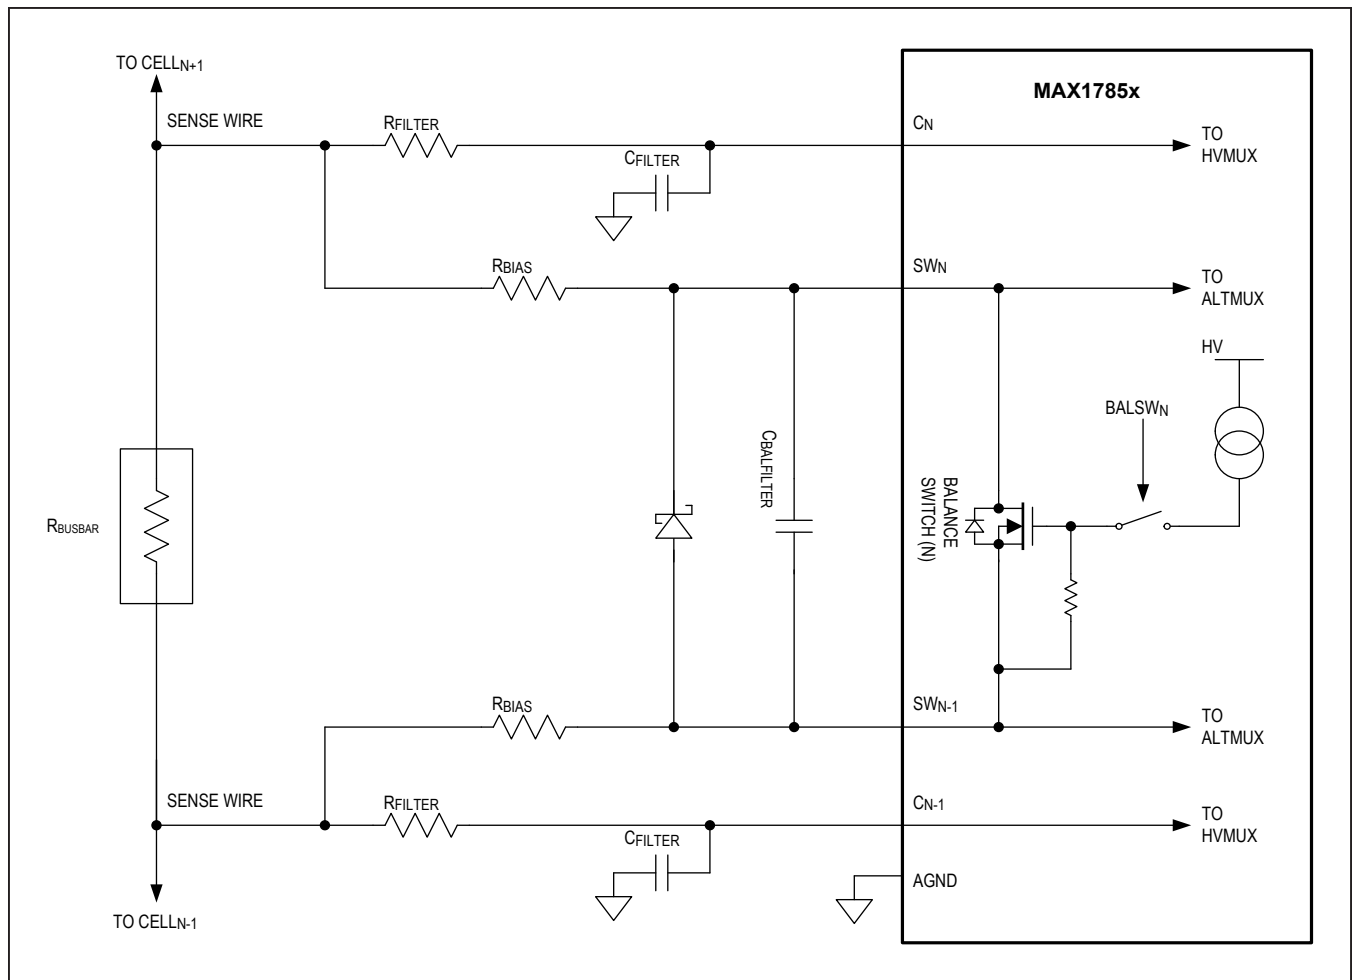 TO CELLN+1
MAX1785x
SENSE WIRE
RFILTER
CN
TO
HVMUX
CFILTER
RBIAS
SWN
TO
ALTMUX
HV
BALSWN
CBALFILTER
BALANCE
SWITCH (N)
RBUSBAR
RBIAS
SWN-1
TO
ALTMUX
SENSE WIRE
RFILTER
CN-1
TO
HVMUX
CFILTER
AGND
TO CELLN-1